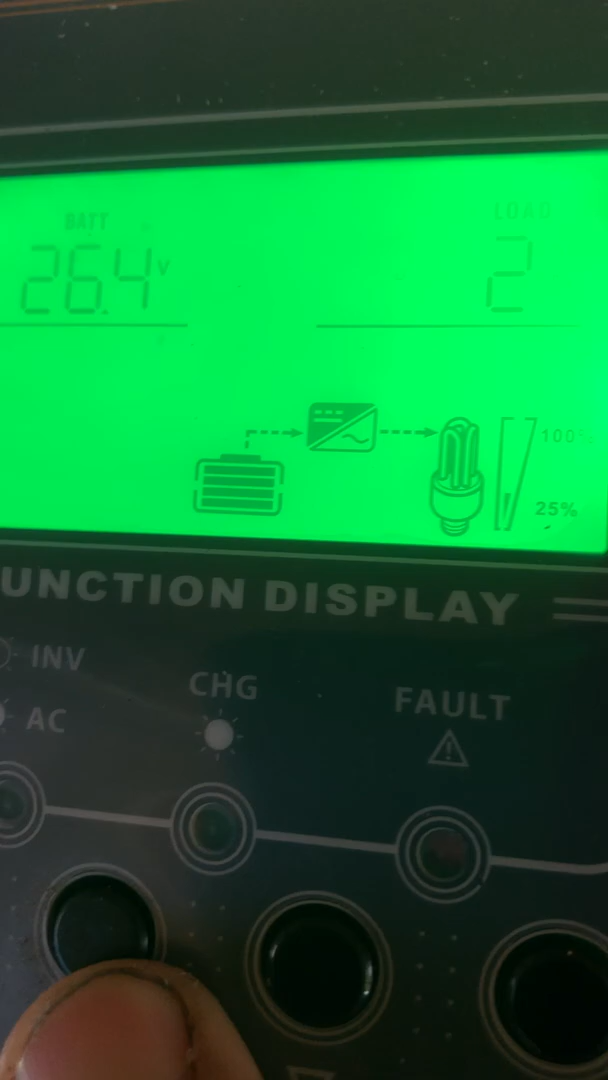 BATT
LOAD
26.4V
2
100%
25%
UNCTION DISPLAY
INV
CHG
AC
FAULT